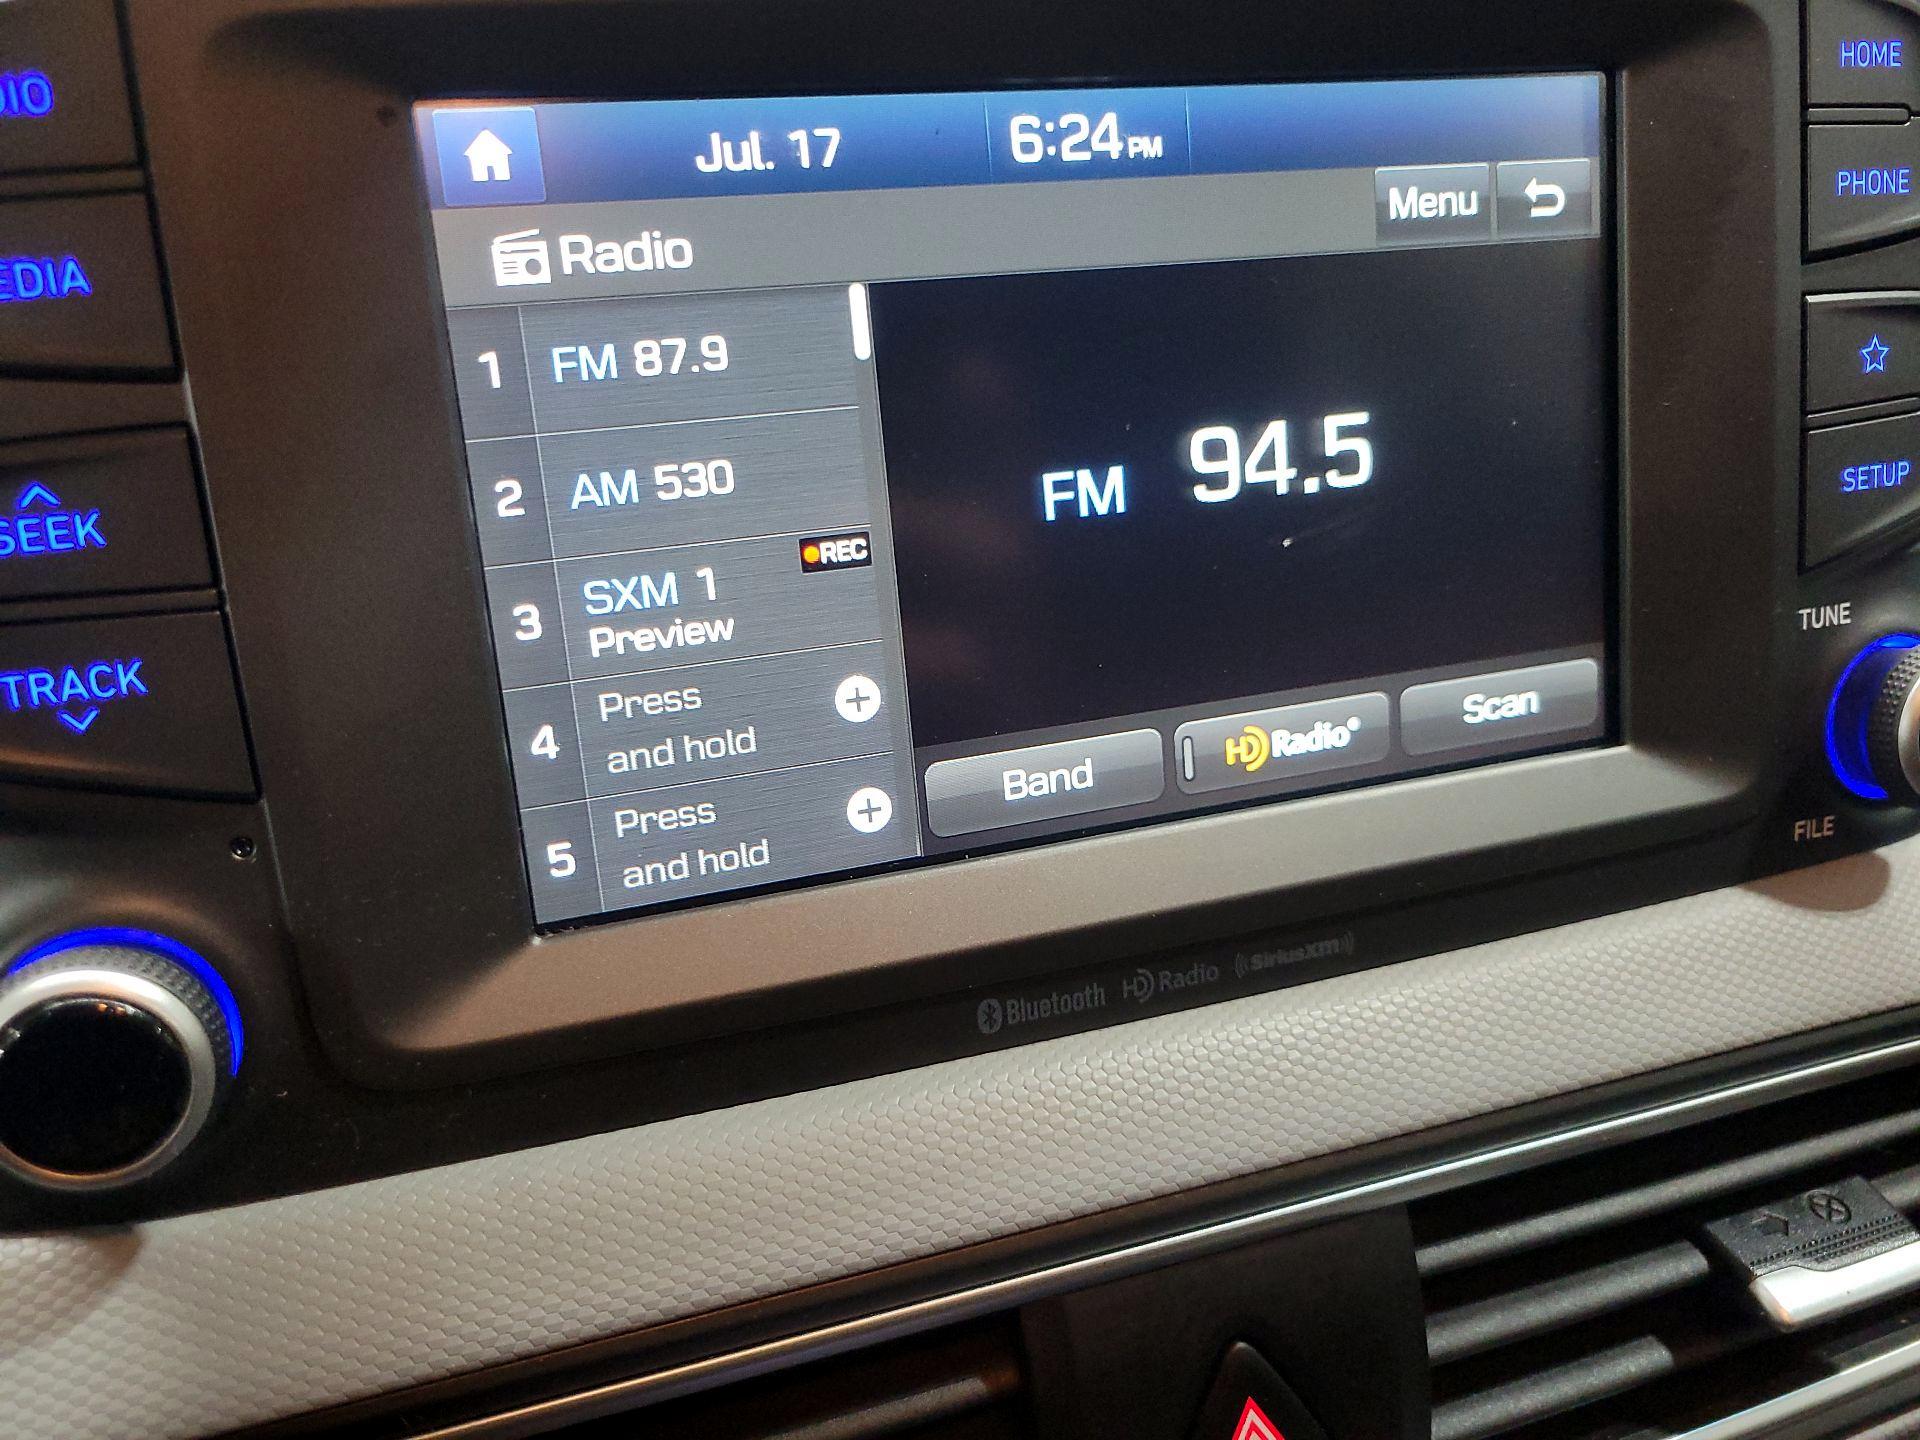 DIO
EDIA
SEEK
TRACK
Jul. 17
6:24 PM
Menu
Radio
1 FM 87.9
2 AM 530
3 SXM 1
Preview
REC
4 Press
and hold
5 Press
and hold
FM 94.5
Band
HD Radio
Scan
HOME
PHONE
SETUP
TUNE
FILE
Bluetooth HD Radio ((SiriusXM))